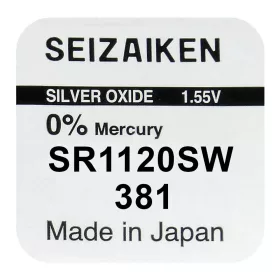 SEIZAIKEN
SILVER OXIDE 1.55V
0% Mercury
SR1120SW
381
Made in Japan